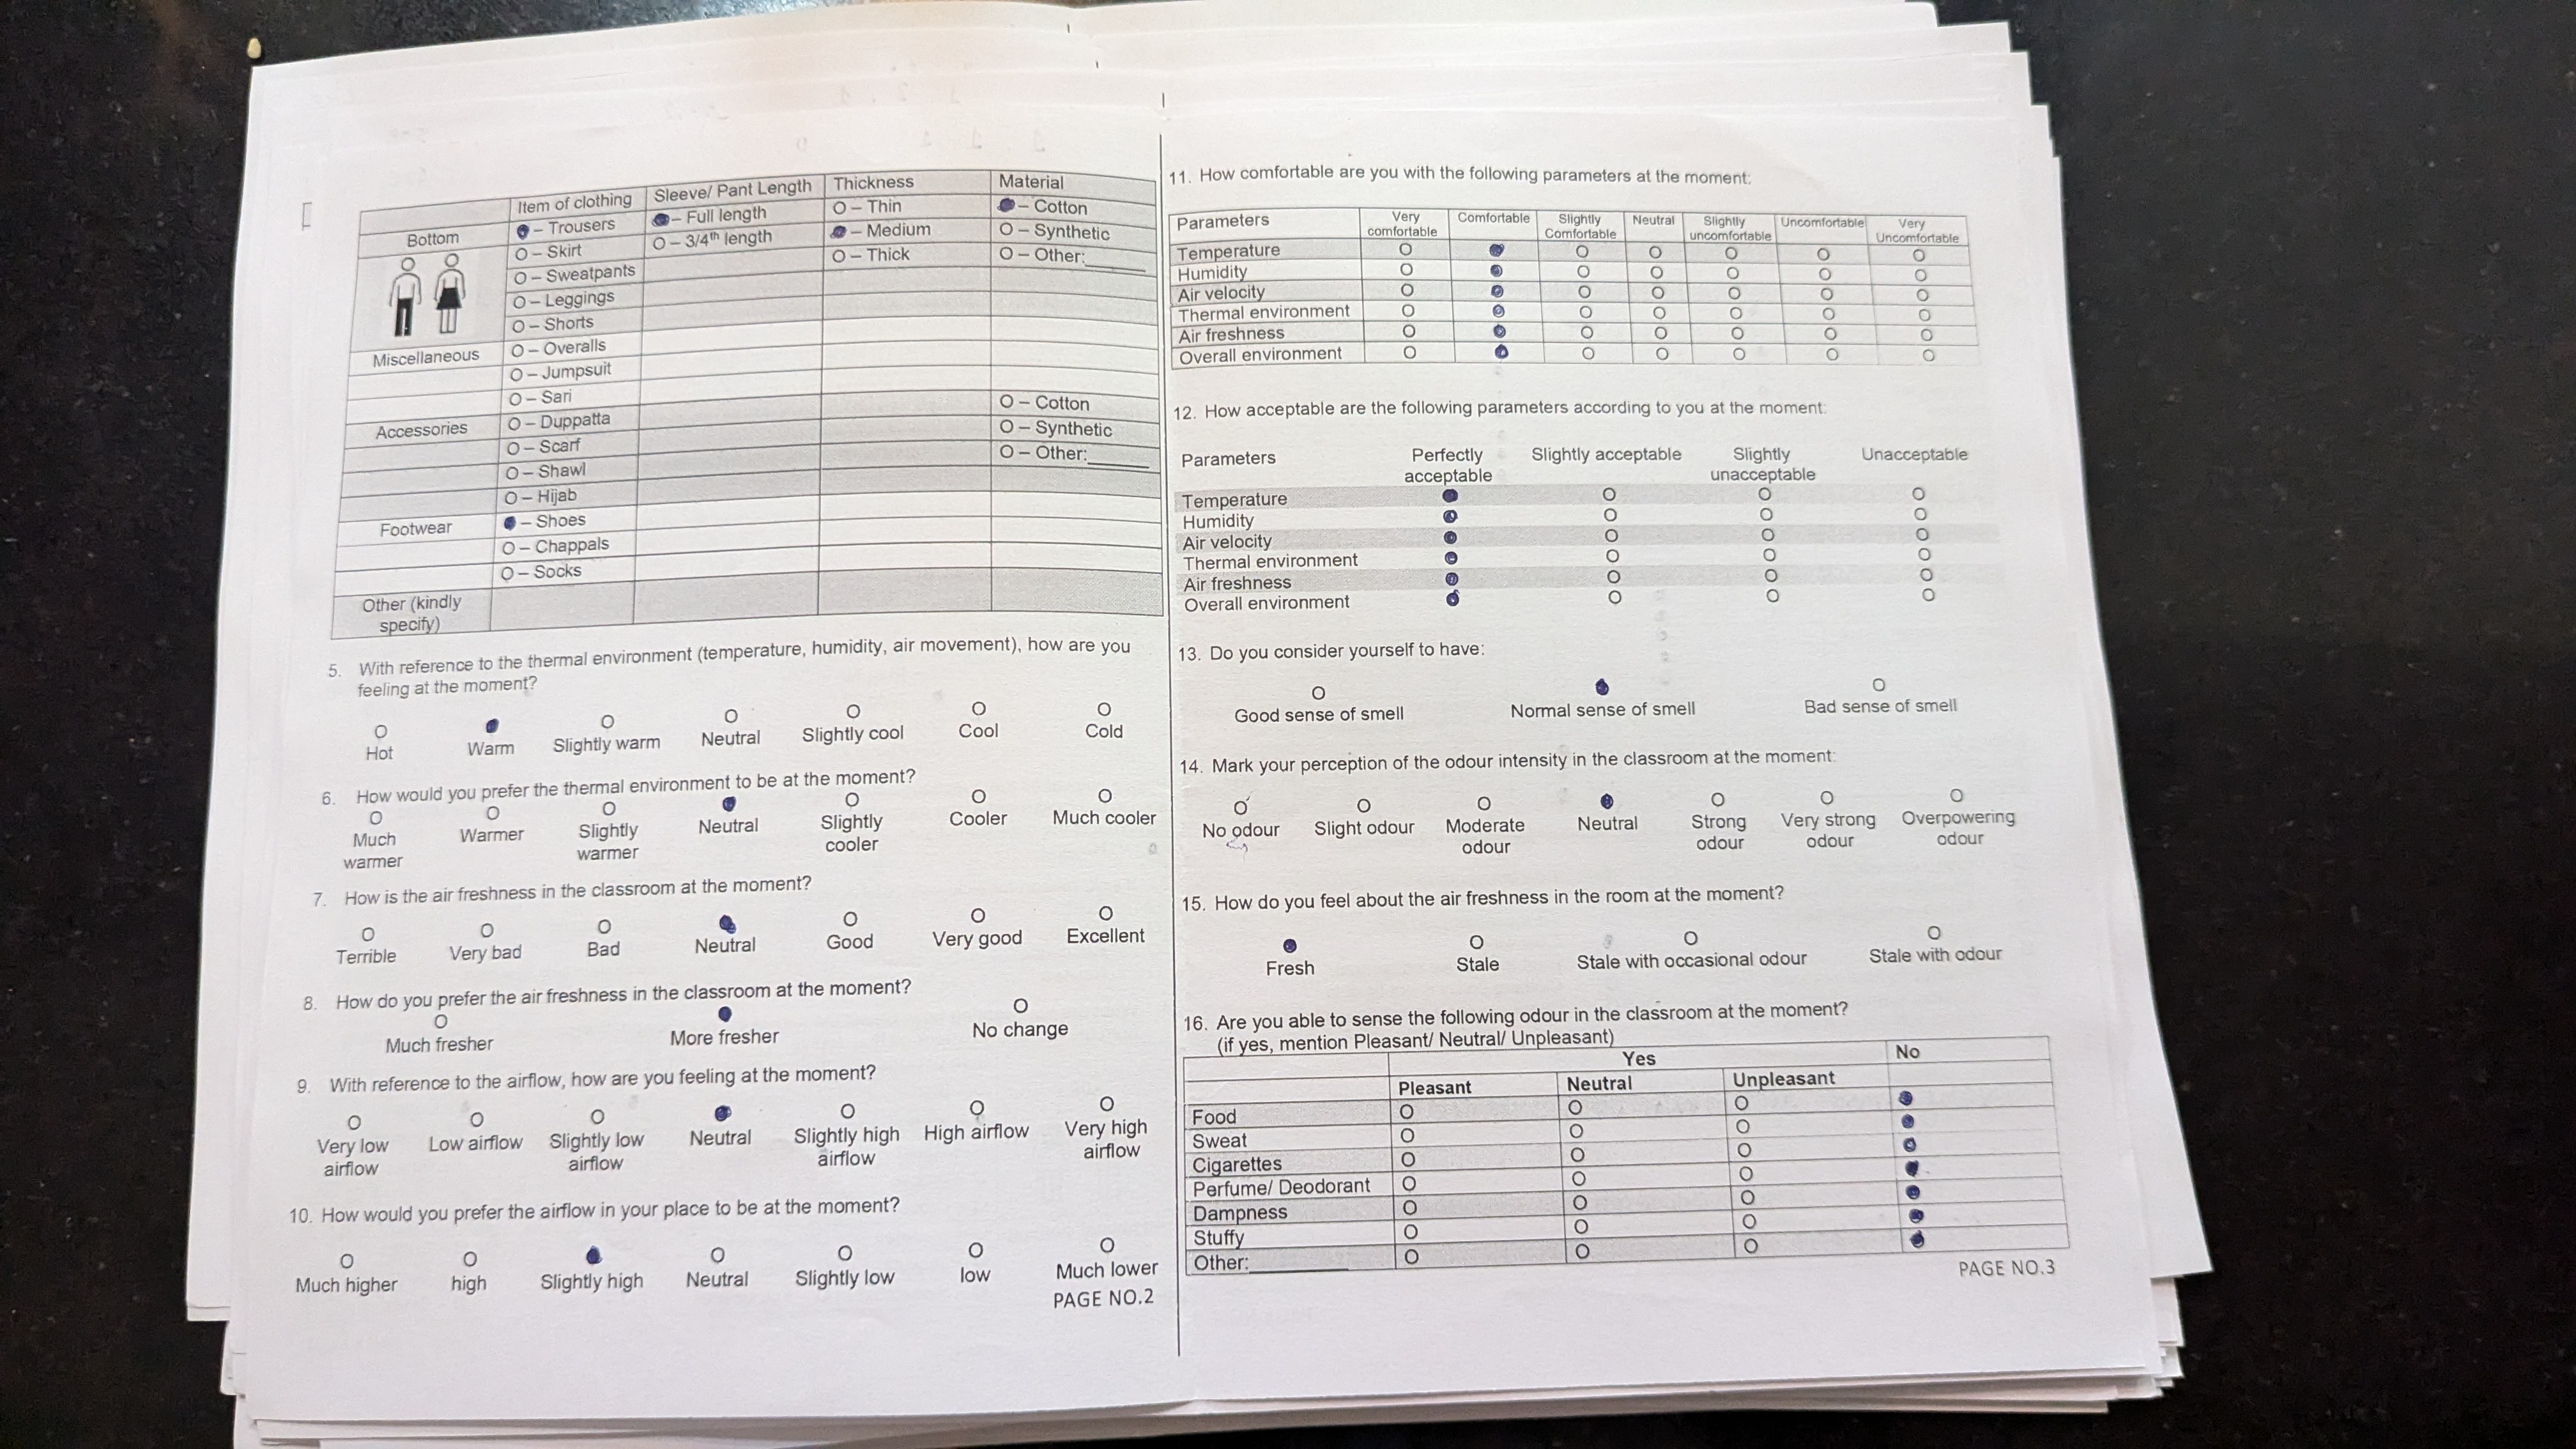 Item of clothing Sleeve/ Pant Length Thickness Material
Bottom O – Trousers – Full length O – Thin – Cotton
O – Skirt O – 3/4th length – Medium O – Synthetic
O – Sweatpants O – Thick O – Other:______
O – Leggings
O – Shorts
Miscellaneous O – Overalls
O – Jumpsuit
O – Sari O – Cotton
Accessories O – Duppatta O – Synthetic
O – Scarf O – Other:______
O – Shawl
O – Hijab
Footwear – Shoes
O – Chappals
O – Socks
Other (kindly
specify)
5. With reference to the thermal environment (temperature, humidity, air movement), how are you
feeling at the moment?
Hot Warm Slightly warm Neutral Slightly cool Cool Cold
6. How would you prefer the thermal environment to be at the moment?
Much warmer Warmer Slightly warmer Neutral Slightly cooler Cooler Much cooler
7. How is the air freshness in the classroom at the moment?
Terrible Very bad Bad Neutral Good Very good Excellent
8. How do you prefer the air freshness in the classroom at the moment?
Much fresher More fresher No change
9. With reference to the airflow, how are you feeling at the moment?
Very low airflow Low airflow Slightly low airflow Neutral Slightly high airflow High airflow Very high airflow
10. How would you prefer the airflow in your place to be at the moment?
Much higher high Slightly high Neutral Slightly low low Much lower
PAGE NO.2
11. How comfortable are you with the following parameters at the moment:
Parameters Very comfortable Comfortable Slightly Comfortable Neutral Slightly uncomfortable Uncomfortable Very Uncomfortable
Temperature
Humidity
Air velocity
Thermal environment
Air freshness
Overall environment
12. How acceptable are the following parameters according to you at the moment:
Parameters Perfectly acceptable Slightly acceptable Slightly unacceptable Unacceptable
Temperature
Humidity
Air velocity
Thermal environment
Air freshness
Overall environment
13. Do you consider yourself to have:
Good sense of smell Normal sense of smell Bad sense of smell
14. Mark your perception of the odour intensity in the classroom at the moment:
No odour Slight odour Moderate odour Neutral Strong odour Very strong odour Overpowering odour
15. How do you feel about the air freshness in the room at the moment?
Fresh Stale Stale with occasional odour Stale with odour
16. Are you able to sense the following odour in the classroom at the moment?
(if yes, mention Pleasant/ Neutral/ Unpleasant)
Yes No
Pleasant Neutral Unpleasant
Food
Sweat
Cigarettes
Perfume/ Deodorant
Dampness
Stuffy
Other:__________
PAGE NO.3